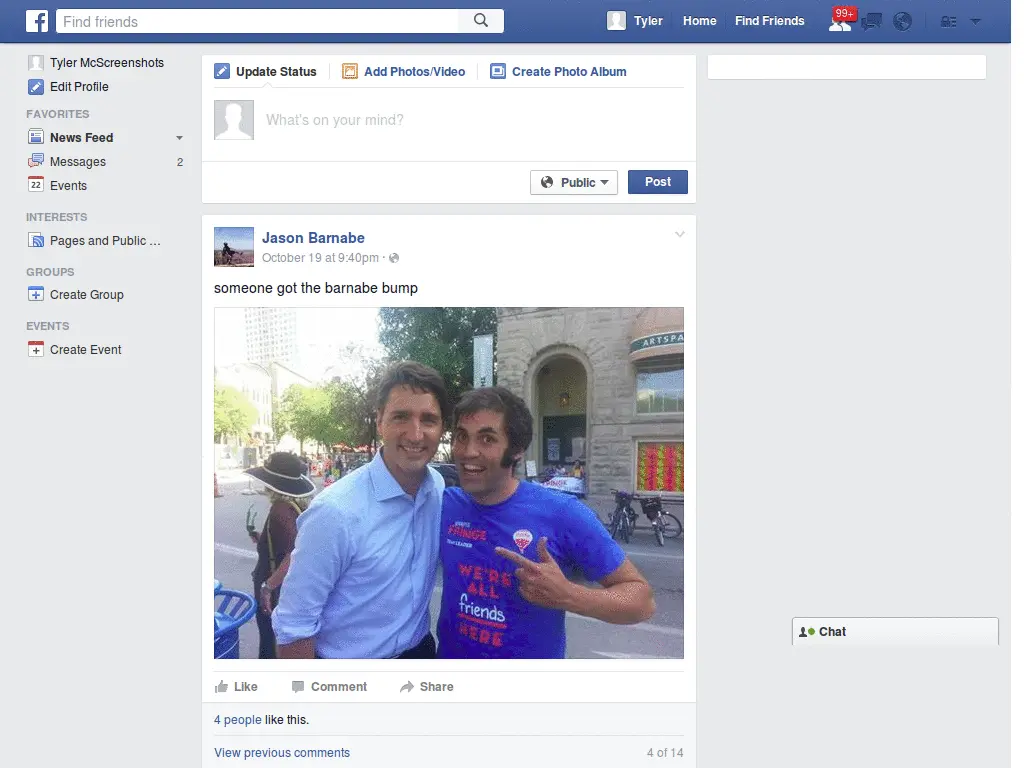 Find friends
Tyler
Home
Find Friends
99+
Tyler McScreenshots
Edit Profile
FAVORITES
News Feed
Messages
2
22
Events
INTERESTS
Pages and Public ...
GROUPS
Create Group
EVENTS
Create Event
Update Status
Add Photos/Video
Create Photo Album
What's on your mind?
Public
Post
Jason Barnabe
October 19 at 9:40pm ·
someone got the barnabe bump
ARTSPA
FRINGE
TEAM LEADER
WE'RE
ALL
friends
HERE
Like
Comment
Share
4 people like this.
View previous comments
4 of 14
Chat